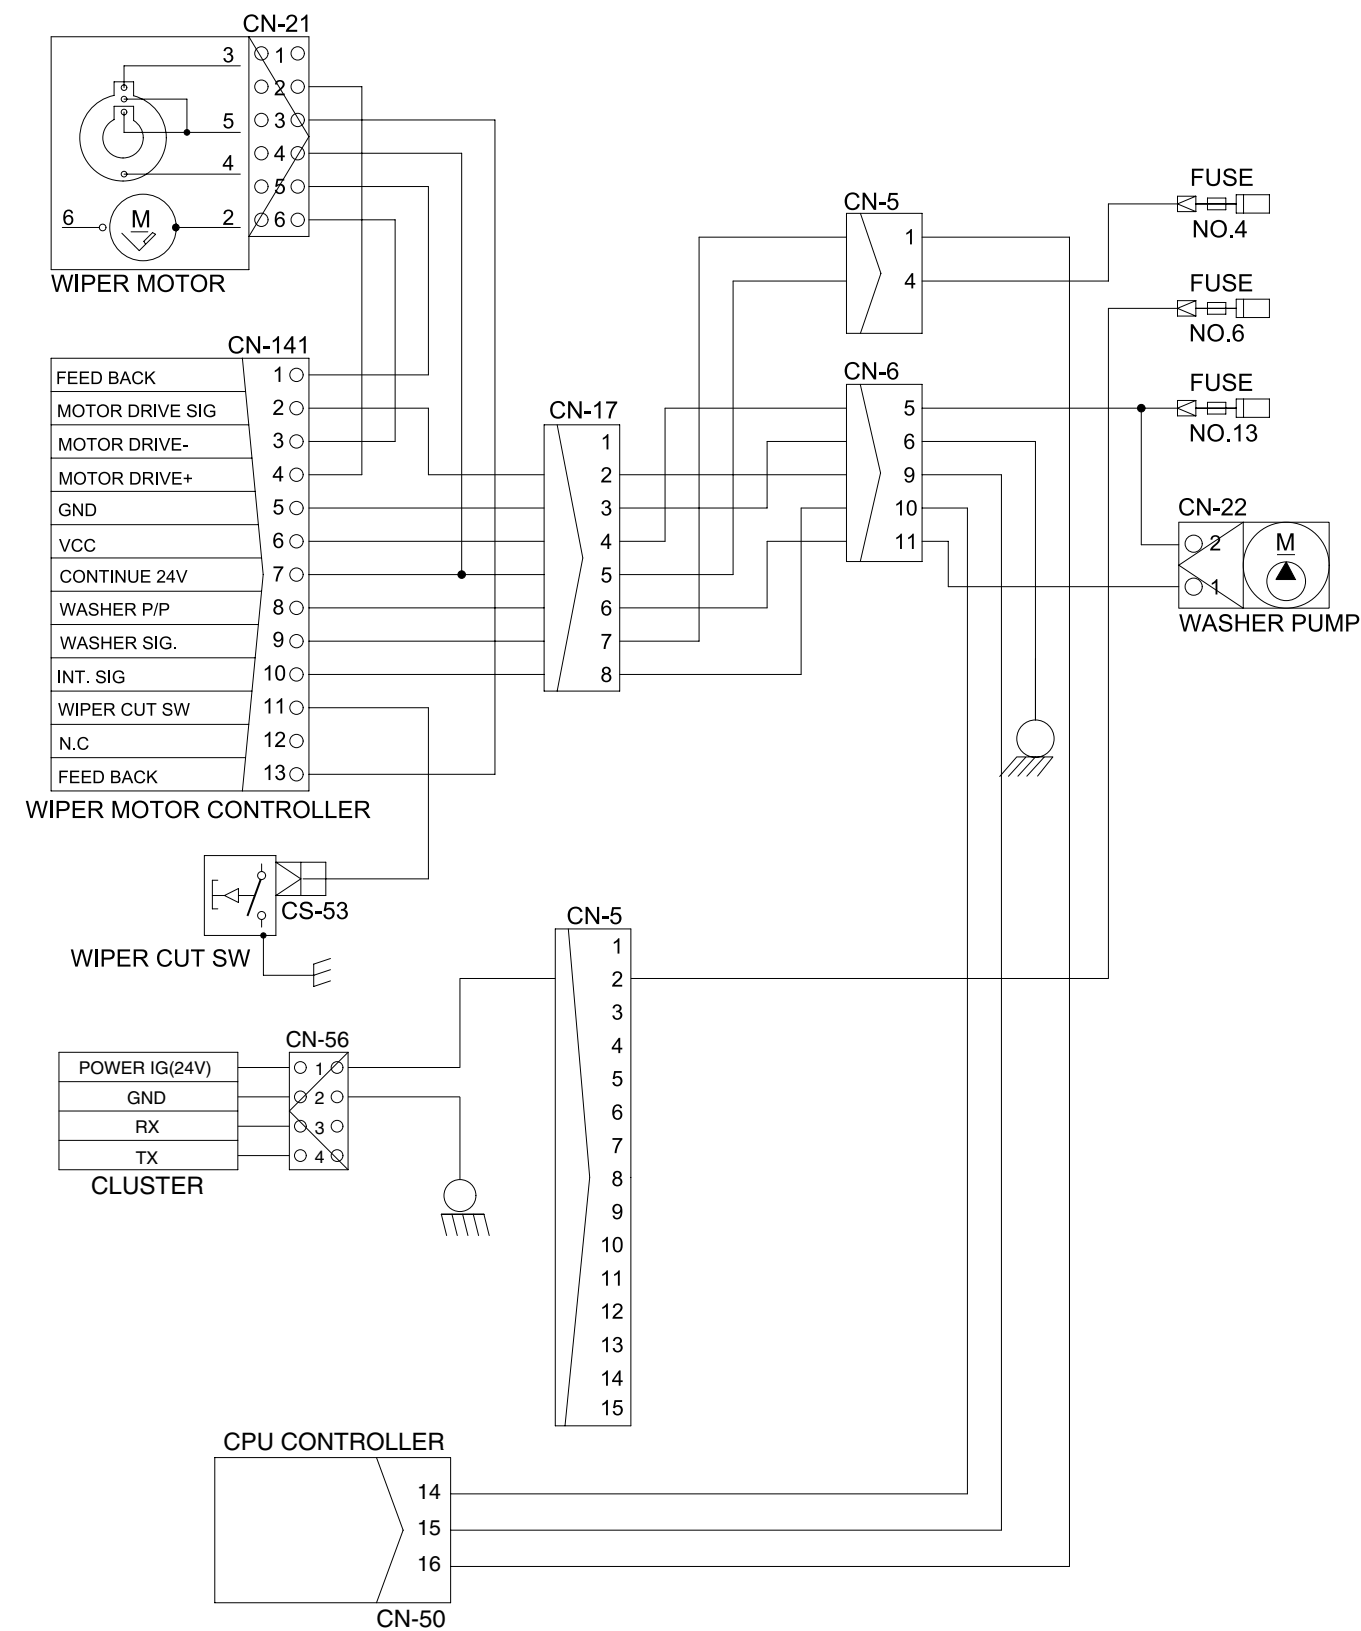 CN-21
3
5
4
6
M
2
1
2
3
4
5
6
WIPER MOTOR
CN-141
FEED BACK 1
MOTOR DRIVE SIG 2
MOTOR DRIVE- 3
MOTOR DRIVE+ 4
GND 5
VCC 6
CONTINUE 24V 7
WASHER P/P 8
WASHER SIG. 9
INT. SIG 10
WIPER CUT SW 11
N.C 12
FEED BACK 13
WIPER MOTOR CONTROLLER
CN-17
1
2
3
4
5
6
7
8
CN-5
1
4
CN-6
5
6
9
10
11
FUSE
NO.4
FUSE
NO.6
FUSE
NO.13
CN-22
2
M
1
WASHER PUMP
CS-53
WIPER CUT SW
CN-5
1
2
3
4
5
6
7
8
9
10
11
12
13
14
15
CN-56
POWER IG(24V) 1
GND 2
RX 3
TX 4
CLUSTER
CPU CONTROLLER
14
15
16
CN-50